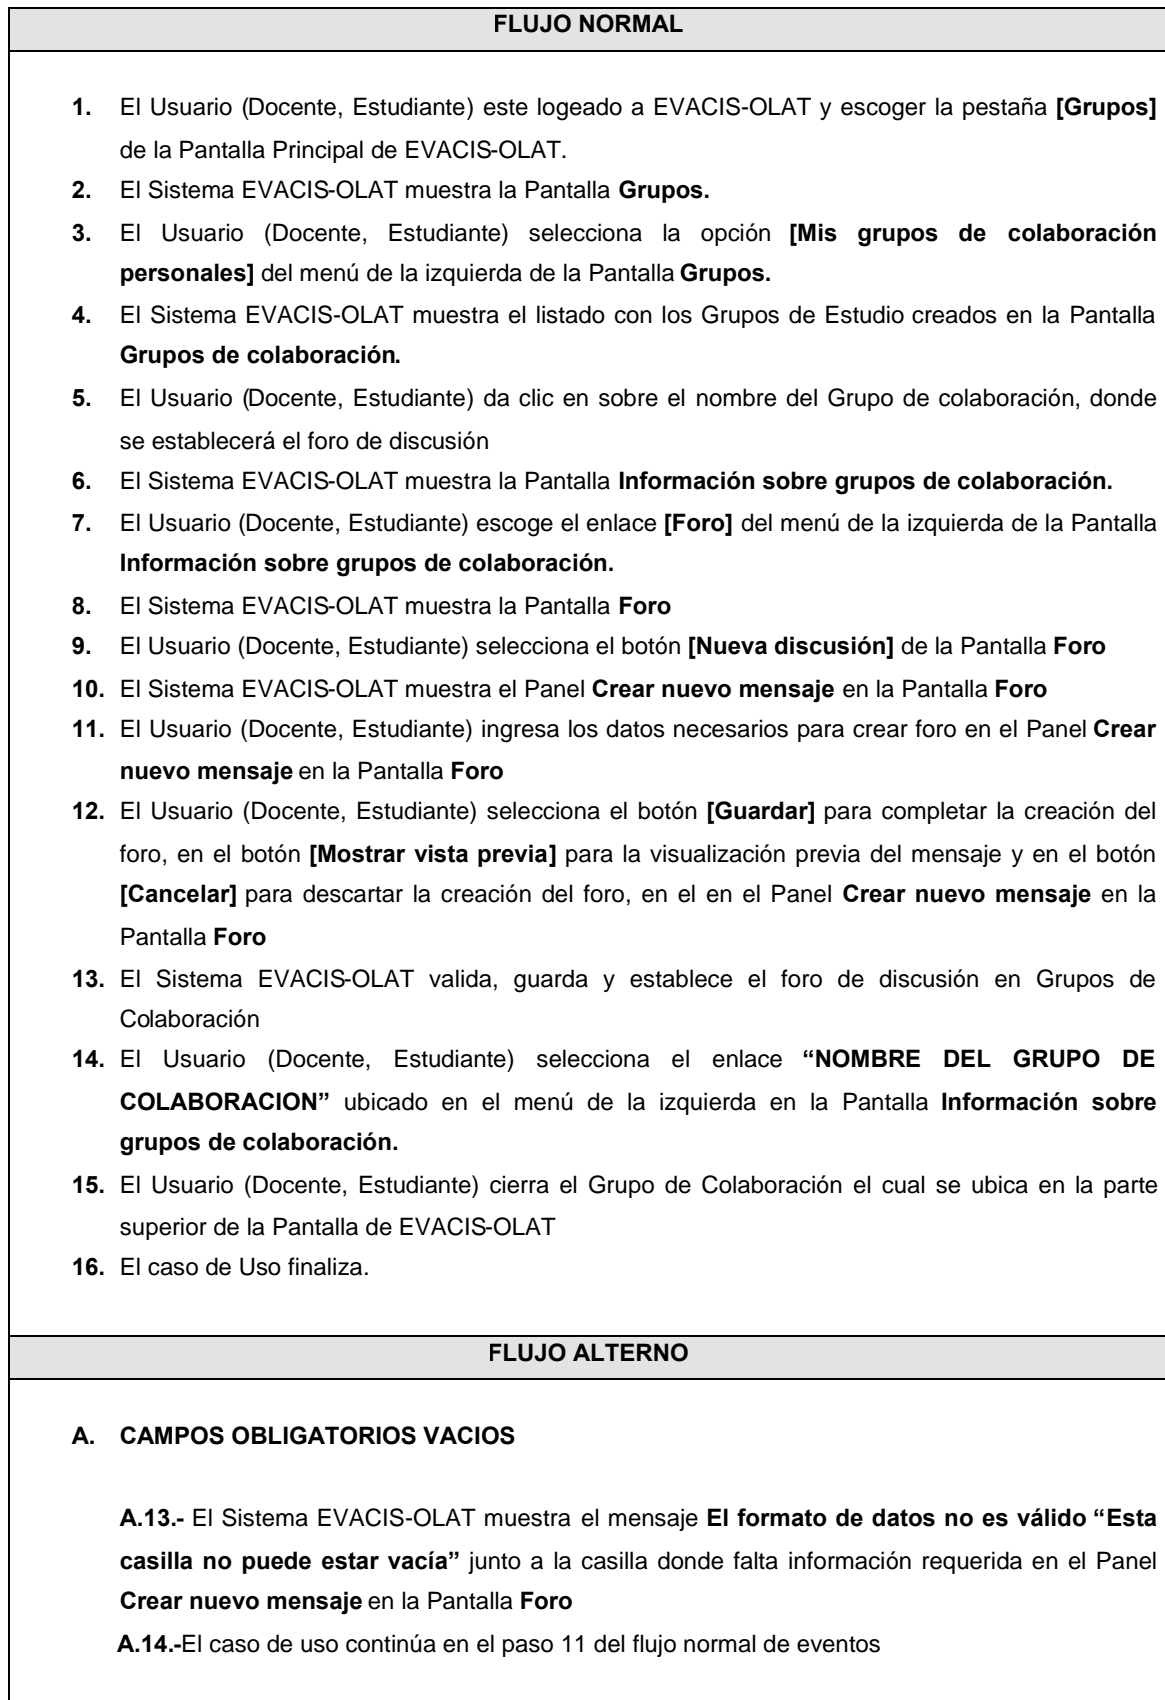 FLUJO NORMAL
1. El Usuario (Docente, Estudiante) este logeado a EVACIS-OLAT y escoger la pestaña [Grupos]
de la Pantalla Principal de EVACIS-OLAT.
2. El Sistema EVACIS-OLAT muestra la Pantalla Grupos.
3. El Usuario (Docente, Estudiante) selecciona la opción [Mis grupos de colaboración
personales] del menú de la izquierda de la Pantalla Grupos.
4. El Sistema EVACIS-OLAT muestra el listado con los Grupos de Estudio creados en la Pantalla
Grupos de colaboración.
5. El Usuario (Docente, Estudiante) da clic en sobre el nombre del Grupo de colaboración, donde
se establecerá el foro de discusión
6. El Sistema EVACIS-OLAT muestra la Pantalla Información sobre grupos de colaboración.
7. El Usuario (Docente, Estudiante) escoge el enlace [Foro] del menú de la izquierda de la Pantalla
Información sobre grupos de colaboración.
8. El Sistema EVACIS-OLAT muestra la Pantalla Foro
9. El Usuario (Docente, Estudiante) selecciona el botón [Nueva discusión] de la Pantalla Foro
10. El Sistema EVACIS-OLAT muestra el Panel Crear nuevo mensaje en la Pantalla Foro
11. El Usuario (Docente, Estudiante) ingresa los datos necesarios para crear foro en el Panel Crear
nuevo mensaje en la Pantalla Foro
12. El Usuario (Docente, Estudiante) selecciona el botón [Guardar] para completar la creación del
foro, en el botón [Mostrar vista previa] para la visualización previa del mensaje y en el botón
[Cancelar] para descartar la creación del foro, en el en el Panel Crear nuevo mensaje en la
Pantalla Foro
13. El Sistema EVACIS-OLAT valida, guarda y establece el foro de discusión en Grupos de
Colaboración
14. El Usuario (Docente, Estudiante) selecciona el enlace “NOMBRE DEL GRUPO DE
COLABORACION” ubicado en el menú de la izquierda en la Pantalla Información sobre
grupos de colaboración.
15. El Usuario (Docente, Estudiante) cierra el Grupo de Colaboración el cual se ubica en la parte
superior de la Pantalla de EVACIS-OLAT
16. El caso de Uso finaliza.
FLUJO ALTERNO
A. CAMPOS OBLIGATORIOS VACIOS
A.13.- El Sistema EVACIS-OLAT muestra el mensaje El formato de datos no es válido “Esta
casilla no puede estar vacía” junto a la casilla donde falta información requerida en el Panel
Crear nuevo mensaje en la Pantalla Foro
A.14.-El caso de uso continúa en el paso 11 del flujo normal de eventos